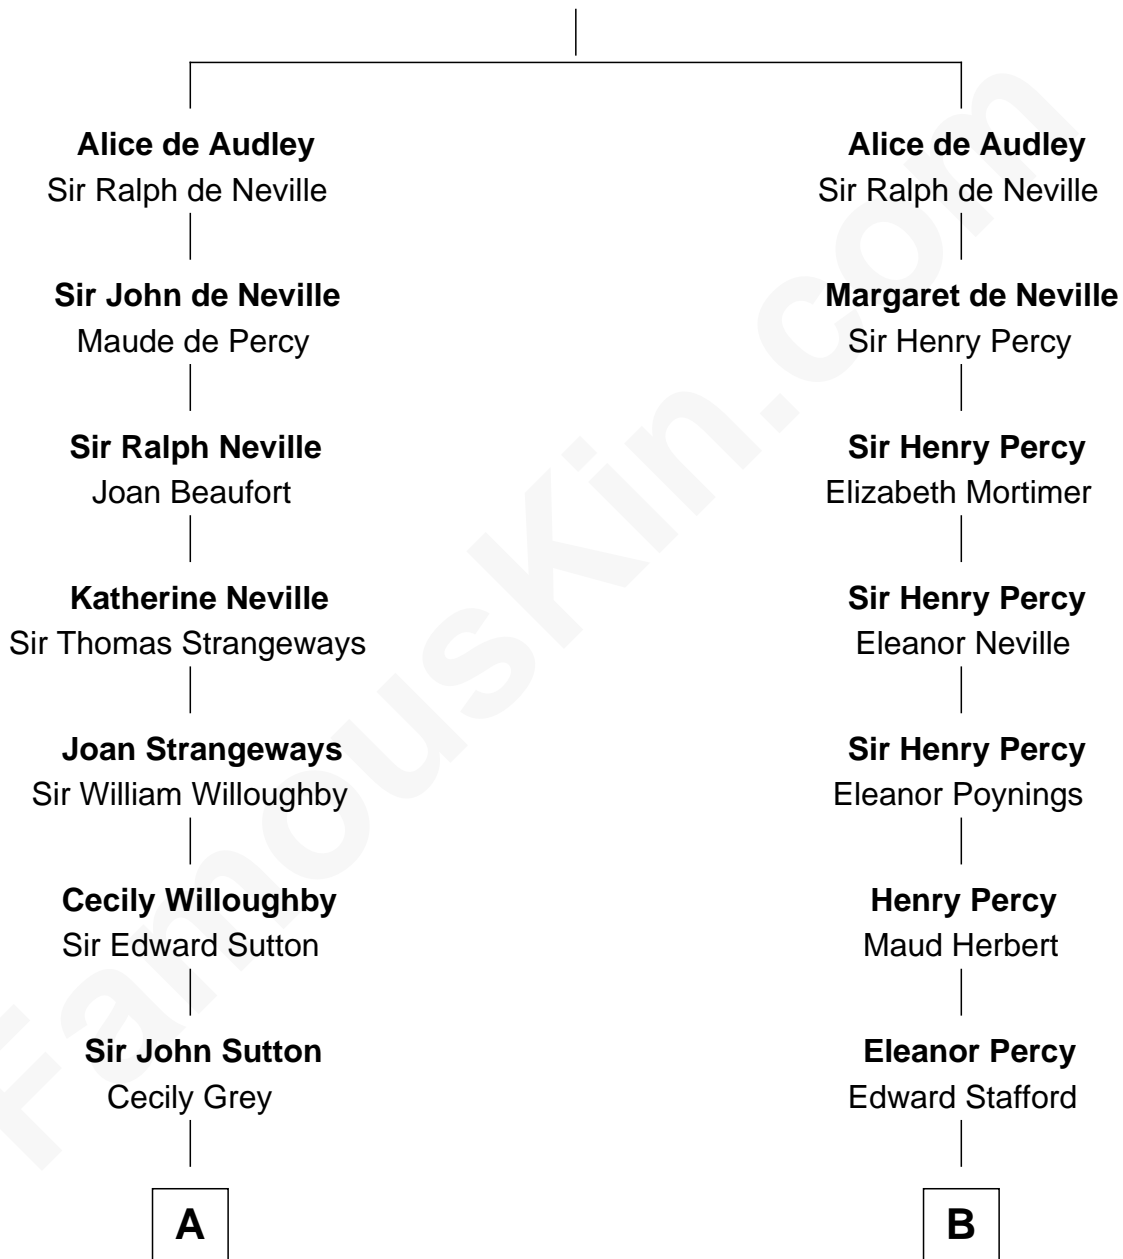 Alice de Audley
Sir Ralph de Neville
Sir John de Neville
Maude de Percy
Sir Ralph Neville
Joan Beaufort
Katherine Neville
Sir Thomas Strangeways
Joan Strangeways
Sir William Willoughby
Cecily Willoughby
Sir Edward Sutton
Sir John Sutton
Cecily Grey
A
Alice de Audley
Sir Ralph de Neville
Margaret de Neville
Sir Henry Percy
Sir Henry Percy
Elizabeth Mortimer
Sir Henry Percy
Eleanor Neville
Sir Henry Percy
Eleanor Poynings
Henry Percy
Maud Herbert
Eleanor Percy
Edward Stafford
B
FamousKin.com